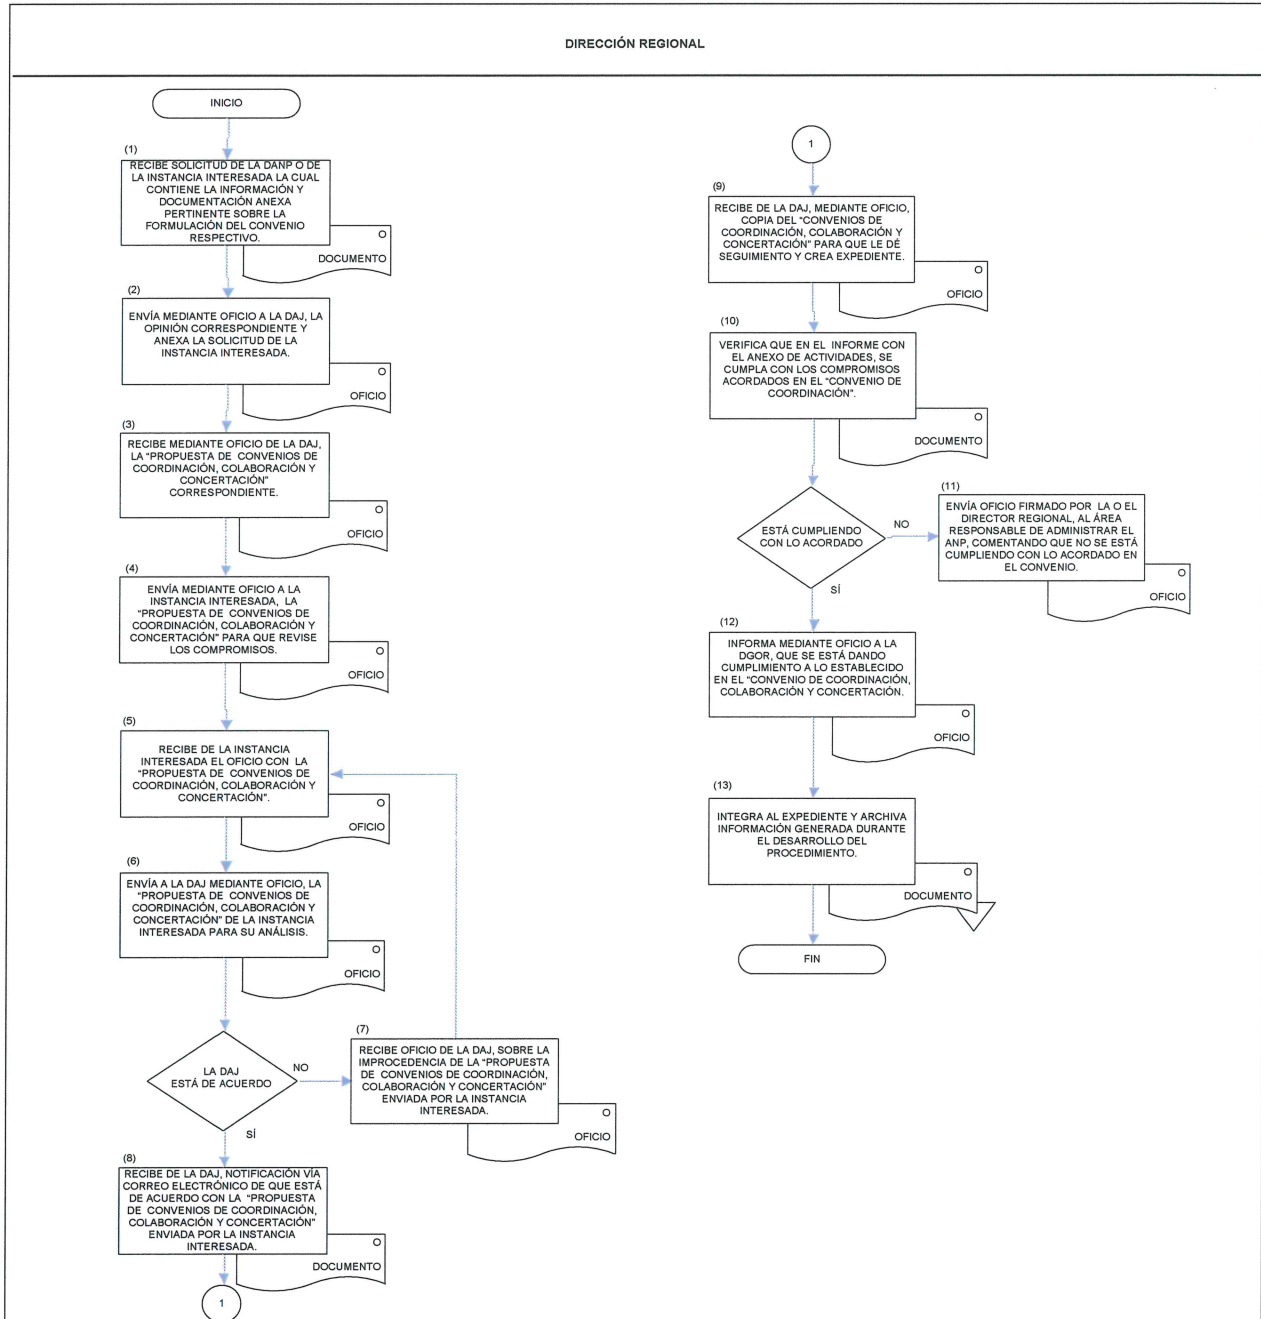 DIRECCIÓN REGIONAL
INICIO
(1)
RECIBE SOLICITUD DE LA DANP O DE
LA INSTANCIA INTERESADA LA CUAL
CONTIENE LA INFORMACIÓN Y
DOCUMENTACIÓN ANEXA
PERTINENTE SOBRE LA
FORMULACIÓN DEL CONVENIO
RESPECTIVO.
O
DOCUMENTO
(2)
ENVÍA MEDIANTE OFICIO A LA DAJ, LA
OPINIÓN CORRESPONDIENTE Y
ANEXA LA SOLICITUD DE LA
INSTANCIA INTERESADA.
O
OFICIO
(3)
RECIBE MEDIANTE OFICIO DE LA DAJ,
LA "PROPUESTA DE CONVENIOS DE
COORDINACIÓN, COLABORACIÓN Y
CONCERTACIÓN"
CORRESPONDIENTE.
O
OFICIO
(4)
ENVÍA MEDIANTE OFICIO A LA
INSTANCIA INTERESADA, LA
"PROPUESTA DE CONVENIOS DE
COORDINACIÓN, COLABORACIÓN Y
CONCERTACIÓN" PARA QUE REVISE
LOS COMPROMISOS.
O
OFICIO
(5)
RECIBE DE LA INSTANCIA
INTERESADA EL OFICIO CON LA
"PROPUESTA DE CONVENIOS DE
COORDINACIÓN, COLABORACIÓN Y
CONCERTACIÓN".
O
OFICIO
(6)
ENVÍA A LA DAJ MEDIANTE OFICIO, LA
"PROPUESTA DE CONVENIOS DE
COORDINACIÓN, COLABORACIÓN Y
CONCERTACIÓN" DE LA INSTANCIA
INTERESADA PARA SU ANÁLISIS.
O
OFICIO
LA DAJ
ESTÁ DE ACUERDO
NO
SÍ
(7)
RECIBE OFICIO DE LA DAJ, SOBRE LA
IMPROCEDENCIA DE LA "PROPUESTA
DE CONVENIOS DE COORDINACIÓN,
COLABORACIÓN Y CONCERTACIÓN"
ENVIADA POR LA INSTANCIA
INTERESADA.
O
OFICIO
(8)
RECIBE DE LA DAJ, NOTIFICACIÓN VÍA
CORREO ELECTRÓNICO DE QUE ESTÁ
DE ACUERDO CON LA "PROPUESTA
DE CONVENIOS DE COORDINACIÓN,
COLABORACIÓN Y CONCERTACIÓN"
ENVIADA POR LA INSTANCIA
INTERESADA.
O
DOCUMENTO
1
1
(9)
RECIBE DE LA DAJ, MEDIANTE OFICIO,
COPIA DEL "CONVENIOS DE
COORDINACIÓN, COLABORACIÓN Y
CONCERTACIÓN" PARA QUE LE DÉ
SEGUIMIENTO Y CREA EXPEDIENTE.
O
OFICIO
(10)
VERIFICA QUE EN EL INFORME CON
EL ANEXO DE ACTIVIDADES, SE
CUMPLA CON LOS COMPROMISOS
ACORDADOS EN EL "CONVENIO DE
COORDINACIÓN".
O
DOCUMENTO
ESTÁ CUMPLIENDO
CON LO ACORDADO
NO
SÍ
(11)
ENVÍA OFICIO FIRMADO POR LA O EL
DIRECTOR REGIONAL, AL ÁREA
RESPONSABLE DE ADMINISTRAR EL
ANP, COMENTANDO QUE NO SE ESTÁ
CUMPLIENDO CON LO ACORDADO EN
EL CONVENIO.
O
OFICIO
(12)
INFORMA MEDIANTE OFICIO A LA
DGOR, QUE SE ESTÁ DANDO
CUMPLIMIENTO A LO ESTABLECIDO
EN EL "CONVENIO DE COORDINACIÓN,
COLABORACIÓN Y CONCERTACIÓN.
O
OFICIO
(13)
INTEGRA AL EXPEDIENTE Y ARCHIVA
INFORMACIÓN GENERADA DURANTE
EL DESARROLLO DEL
PROCEDIMIENTO.
O
DOCUMENTO
FIN